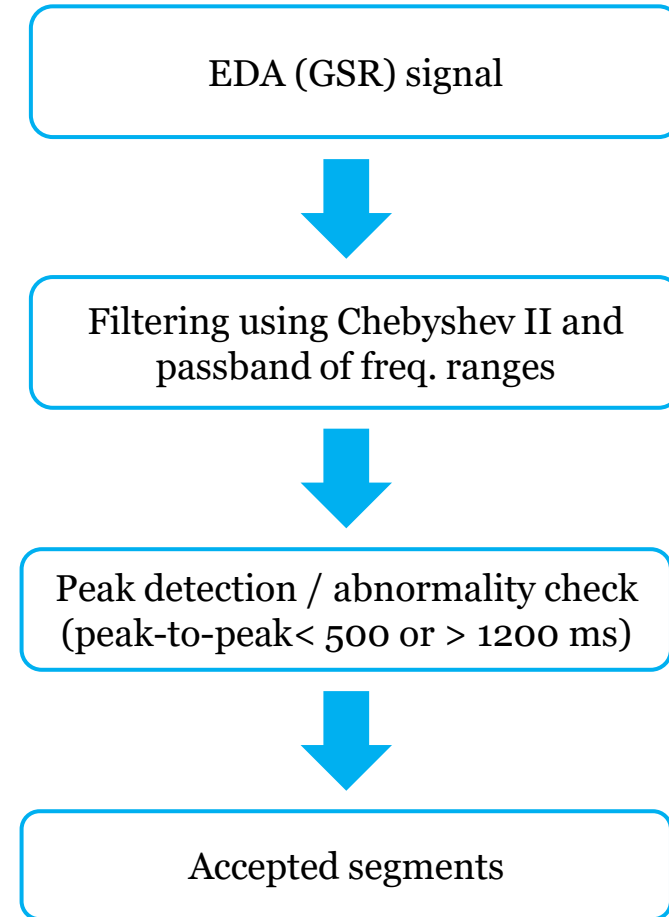 EDA (GSR) signal
Filtering using Chebyshev II and
passband of freq. ranges
Peak detection / abnormality check
(peak-to-peak< 500 or > 1200 ms)
Accepted segments